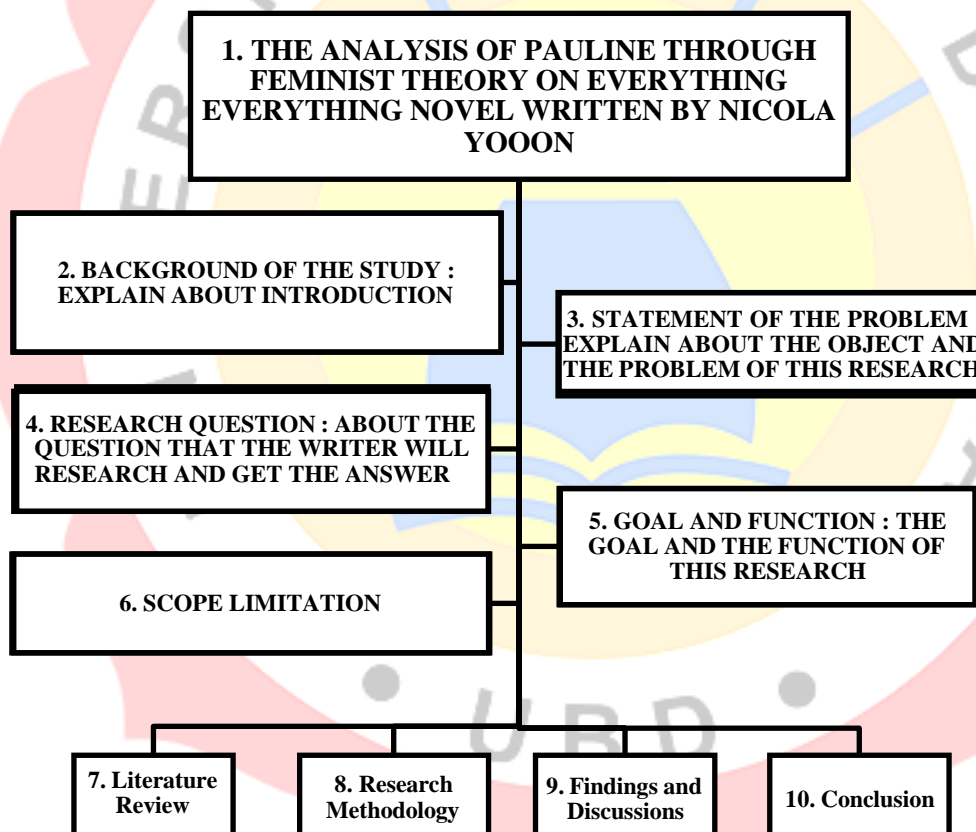 1. THE ANALYSIS OF PAULINE THROUGH
FEMINIST THEORY ON EVERYTHING
EVERYTHING NOVEL WRITTEN BY NICOLA
YOOON
2. BACKGROUND OF THE STUDY :
EXPLAIN ABOUT INTRODUCTION
3. STATEMENT OF THE PROBLEM
EXPLAIN ABOUT THE OBJECT AND
THE PROBLEM OF THIS RESEARCH
4. RESEARCH QUESTION : ABOUT THE
QUESTION THAT THE WRITER WILL
RESEARCH AND GET THE ANSWER
5. GOAL AND FUNCTION : THE
GOAL AND THE FUNCTION OF
THIS RESEARCH
6. SCOPE LIMITATION
UBD
7. Literature
Review
8. Research
Methodology
9. Findings and
Discussions
10. Conclusion